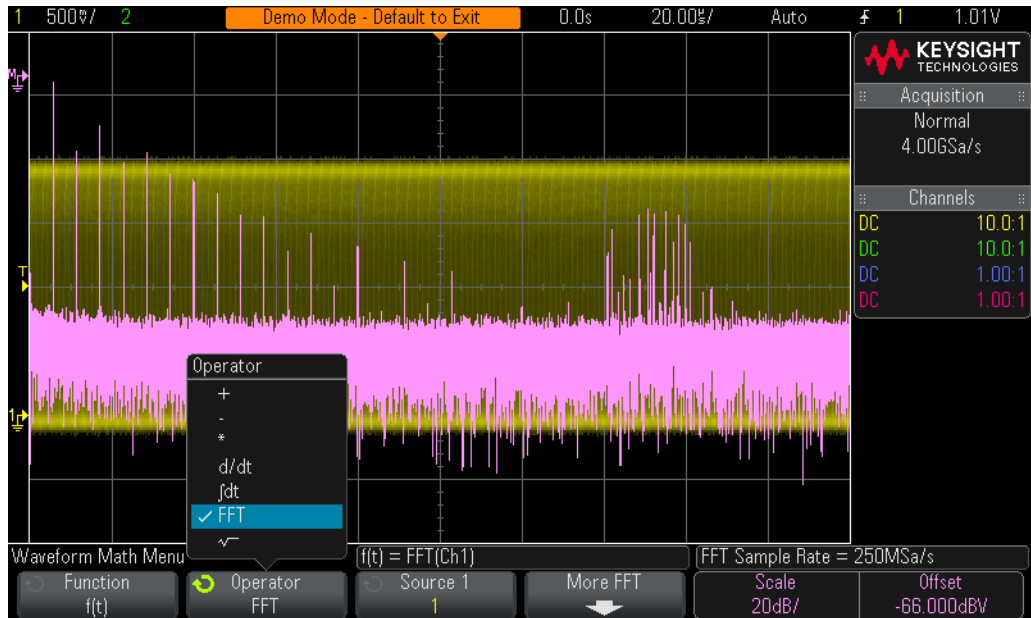 1 500mV/ 2 Demo Mode - Default to Exit 0.0s 20.00µs/ Auto 1 1.01V
KEYSIGHT
TECHNOLOGIES
Acquisition
Normal
4.00GSa/s
Channels
DC 10.0:1
DC 10.0:1
DC 1.00:1
DC 1.00:1
M
T
1
Operator
+
-
*
d/dt
∫dt
✓ FFT
√
Waveform Math Menu f(t) = FFT(Ch1) FFT Sample Rate = 250MSa/s
Function Operator Source 1 More FFT Scale Offset
f(t) FFT 1 20dB/ -66.000dBV